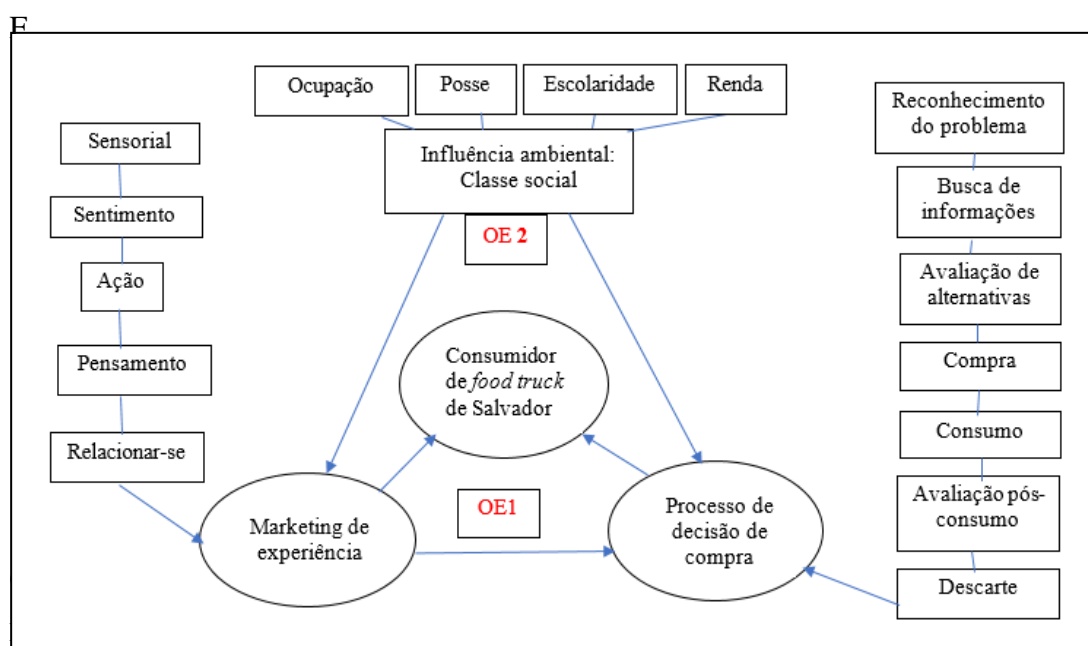 F
Ocupação
Posse
Escolaridade
Renda
Influência ambiental:
Classe social
OE 2
Sensorial
Sentimento
Ação
Pensamento
Relacionar-se
Consumidor
de food truck
de Salvador
Marketing de
experiência
OE1
Processo de
decisão de
compra
Reconhecimento
do problema
Busca de
informações
Avaliação de
alternativas
Compra
Consumo
Avaliação pós-
consumo
Descarte